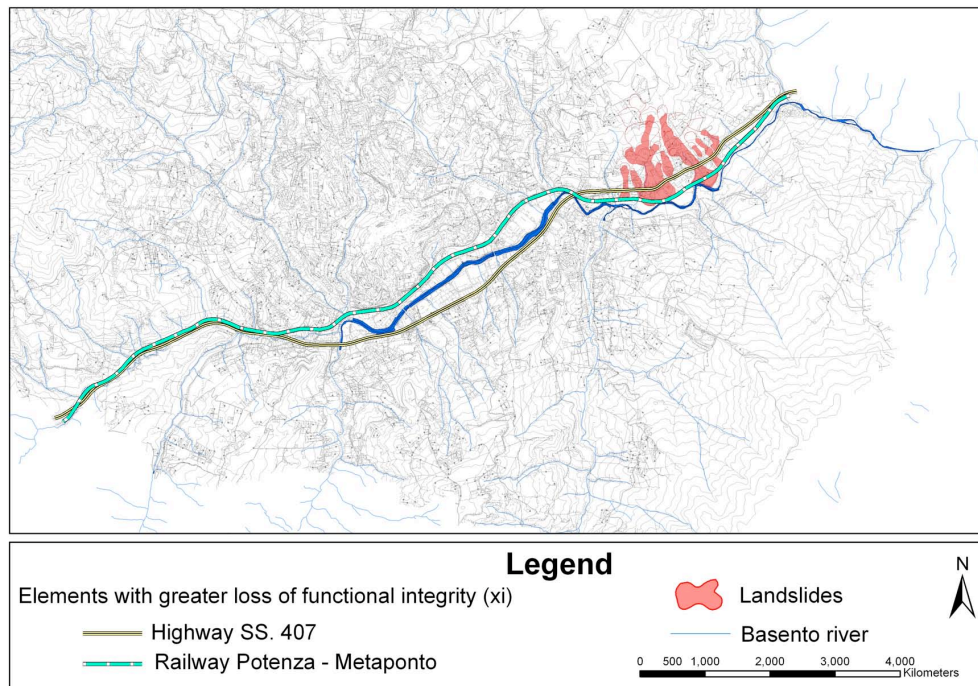 Legend
Elements with greater loss of functional integrity (xi)
Highway SS. 407
Railway Potenza - Metaponto
Landslides
Basento river
N
0 500 1,000 2,000 3,000 4,000
Kilometers